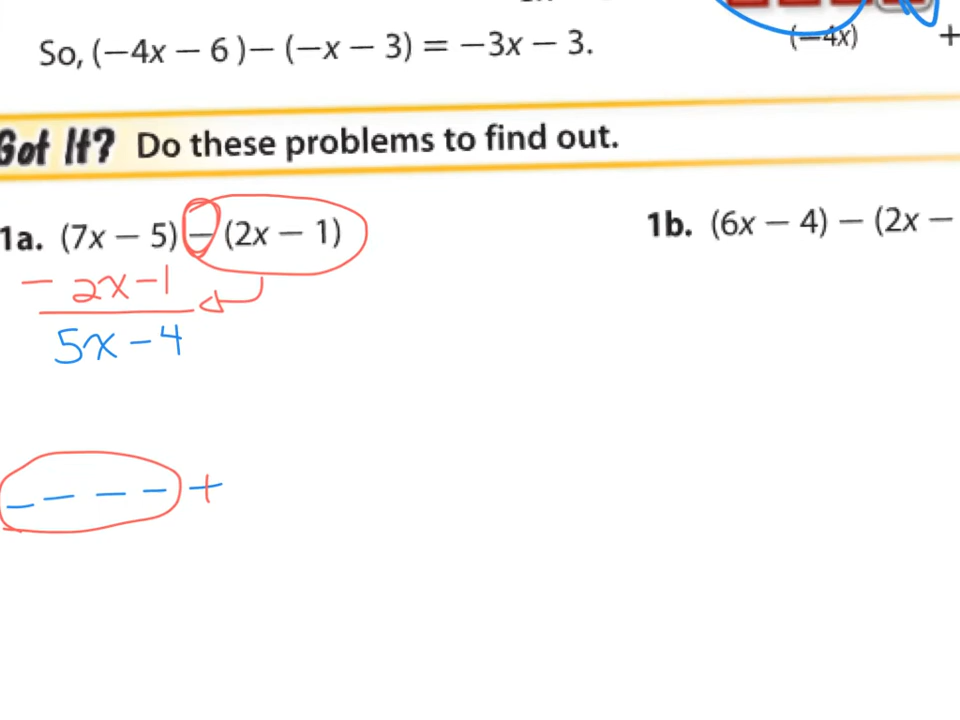 So, (−4x − 6 )− (−x − 3) = −3x − 3.
(−4x) +
Got It? Do these problems to find out.
1a. (7x − 5) − (2x − 1)
1b. (6x − 4) − (2x −
− 2x −1
5x − 4
_ − − − +